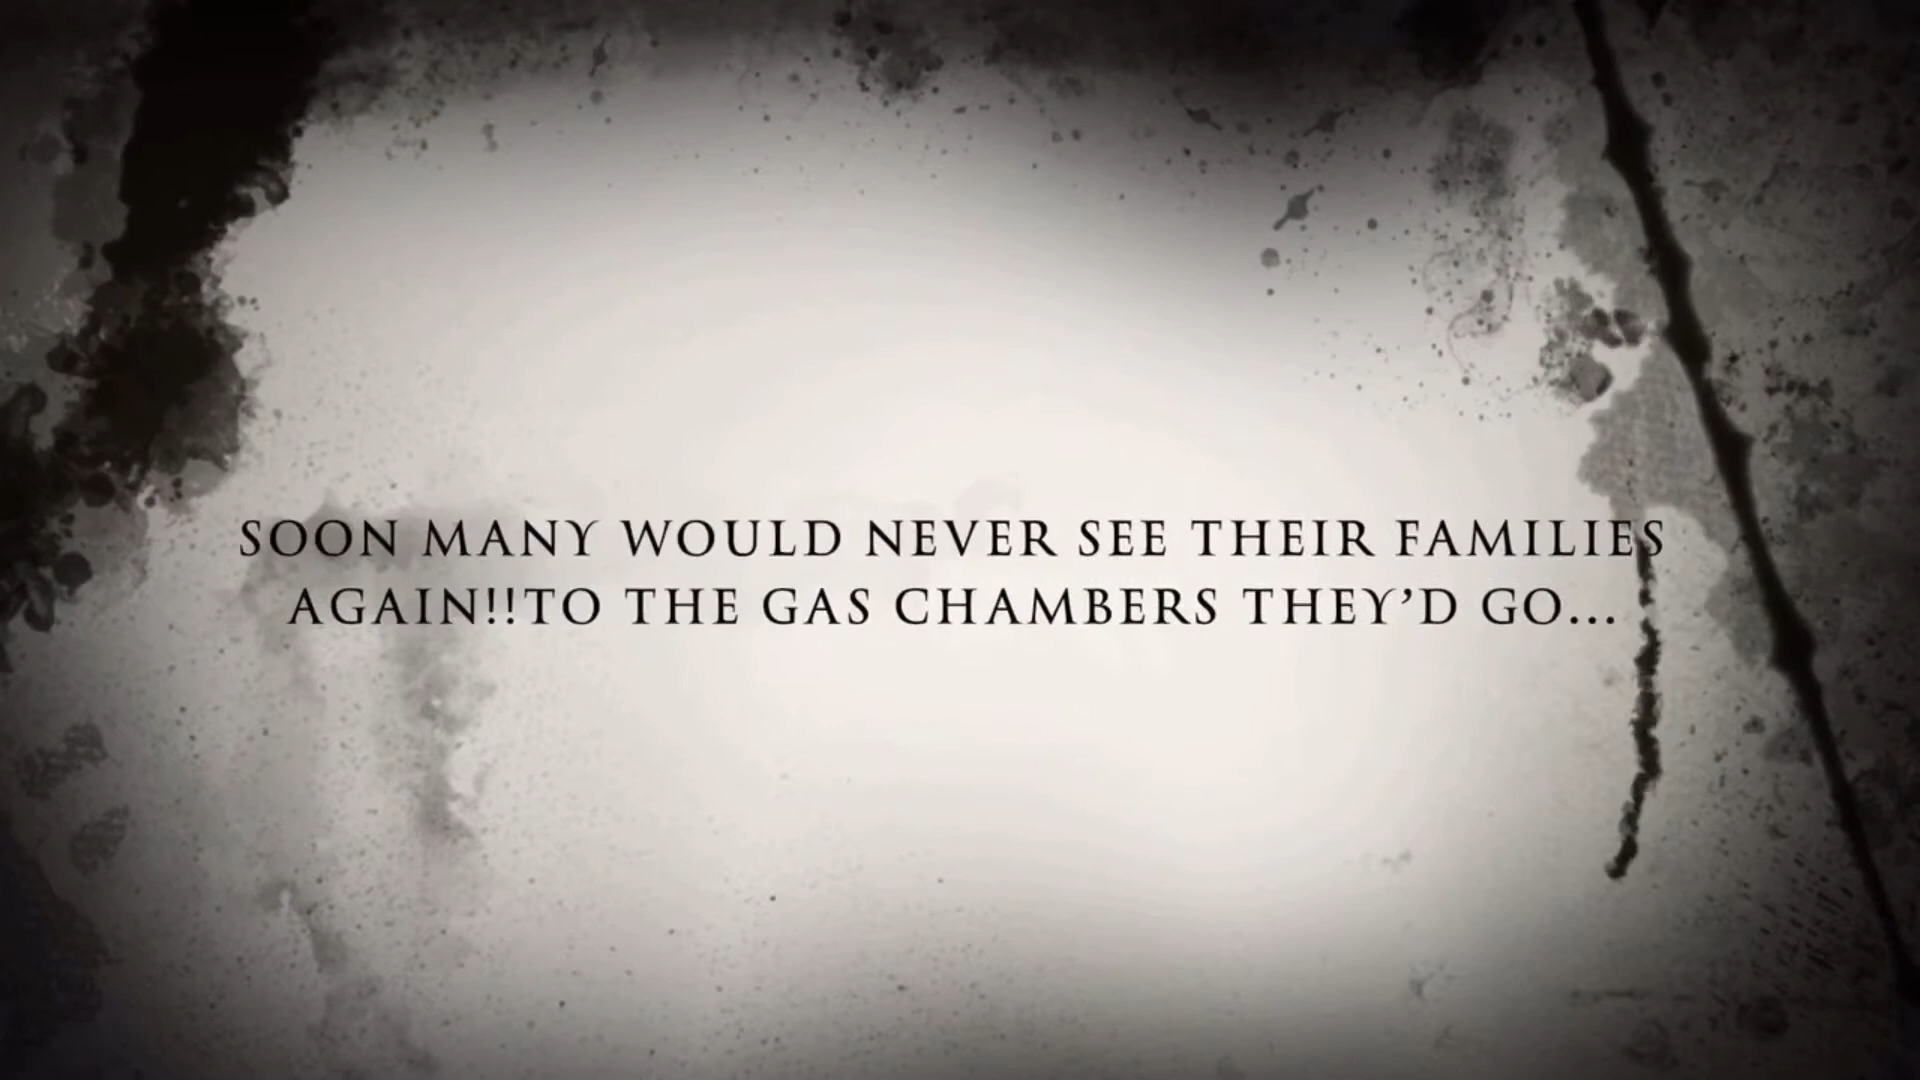 SOON MANY WOULD NEVER SEE THEIR FAMILIES
AGAIN!!TO THE GAS CHAMBERS THEY’D GO...